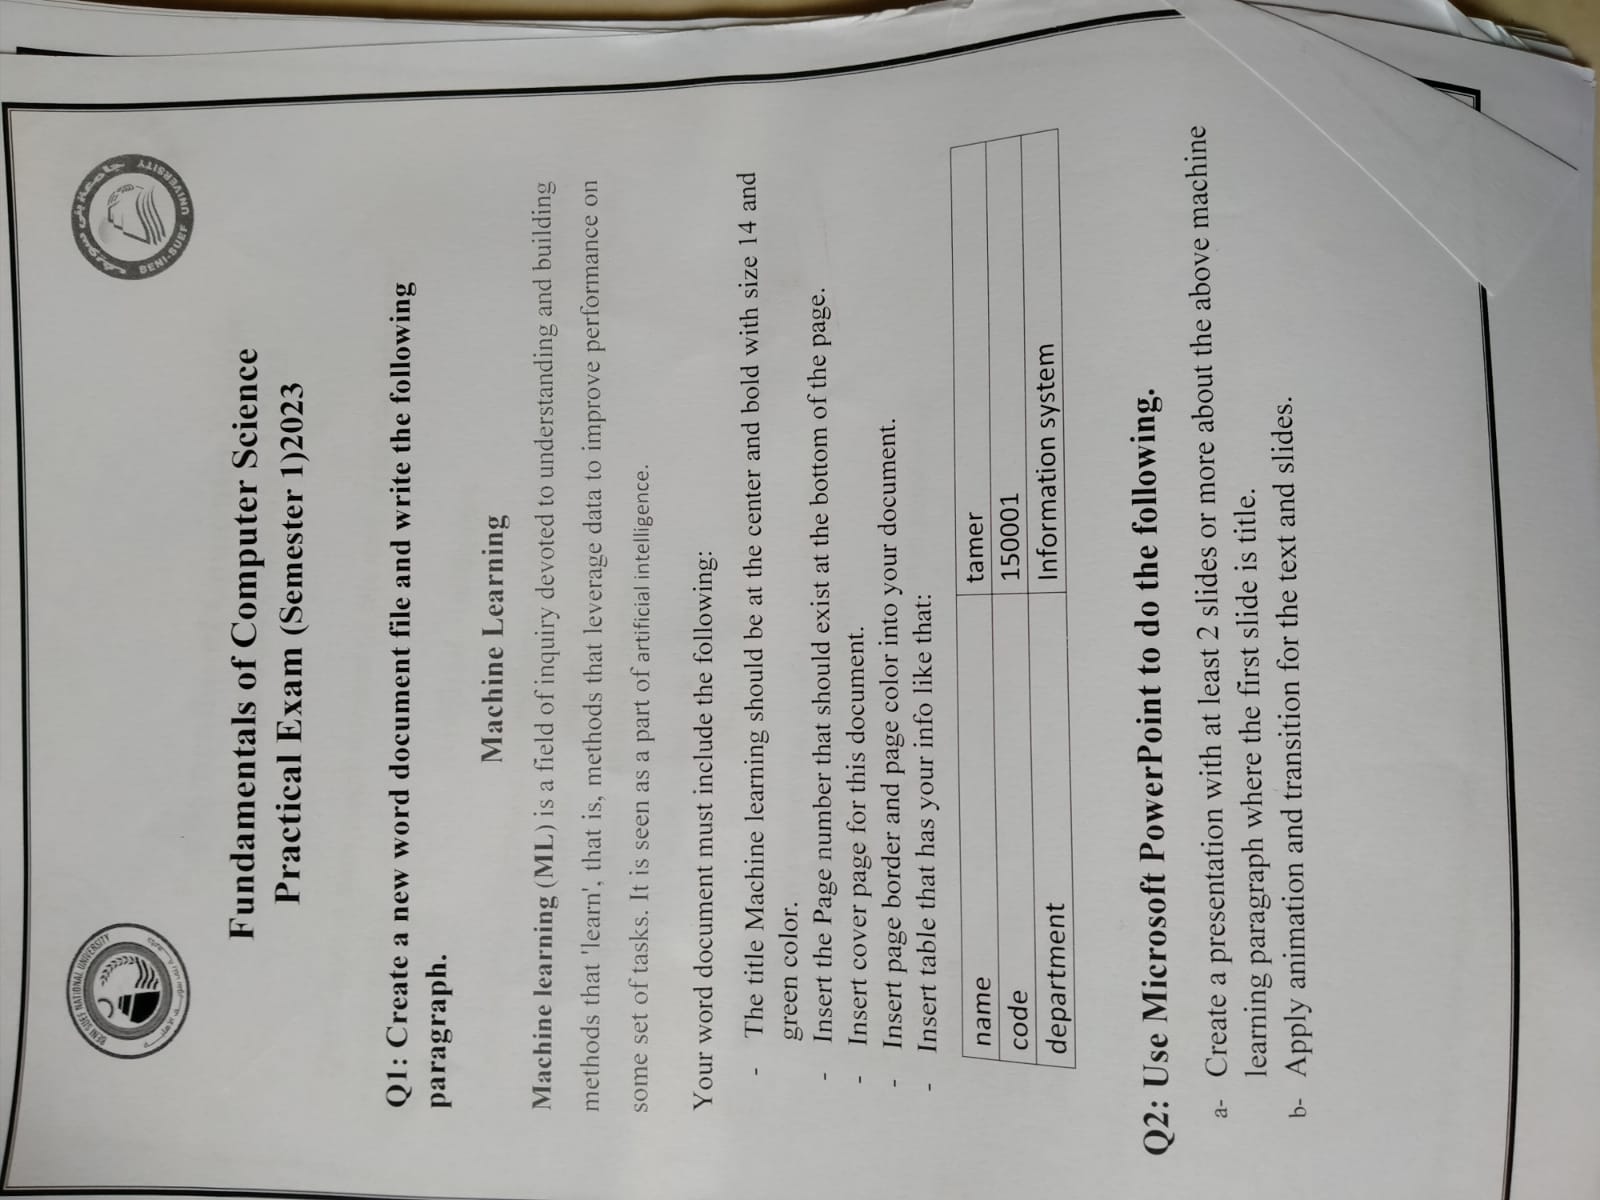 BENI SUEF NATIONAL UNIVERSITY
BENI-SUEF UNIVERSITY
Fundamentals of Computer Science
Practical Exam (Semester 1)2023
Q1: Create a new word document file and write the following
paragraph.
Machine Learning
Machine learning (ML) is a field of inquiry devoted to understanding and building
methods that 'learn', that is, methods that leverage data to improve performance on
some set of tasks. It is seen as a part of artificial intelligence.
Your word document must include the following:
- The title Machine learning should be at the center and bold with size 14 and
green color.
- Insert the Page number that should exist at the bottom of the page.
- Insert cover page for this document.
- Insert page border and page color into your document.
- Insert table that has your info like that:
name tamer
code 150001
department Information system
Q2: Use Microsoft PowerPoint to do the following.
a- Create a presentation with at least 2 slides or more about the above machine
learning paragraph where the first slide is title.
b- Apply animation and transition for the text and slides.